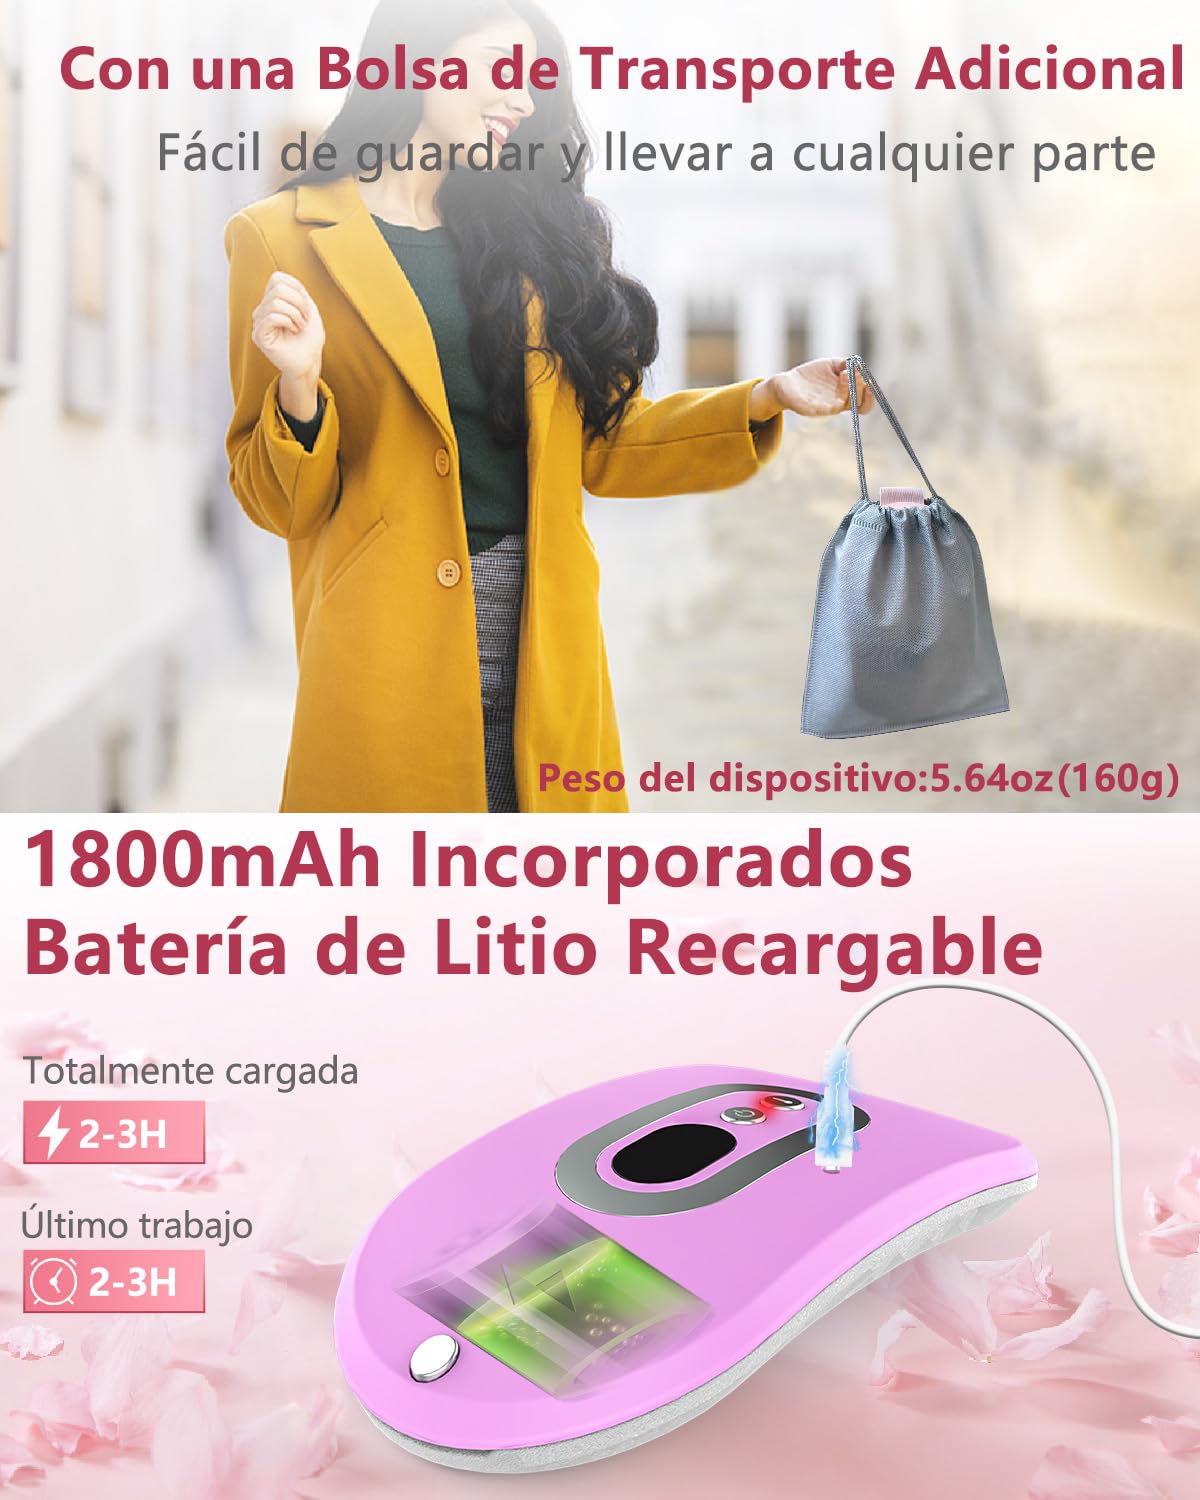 Con una Bolsa de Transporte Adicional
Fácil de guardar y llevar a cualquier parte
Peso del dispositivo:5.64oz(160g)
1800mAh Incorporados
Batería de Litio Recargable
Totalmente cargada
2-3H
Último trabajo
2-3H